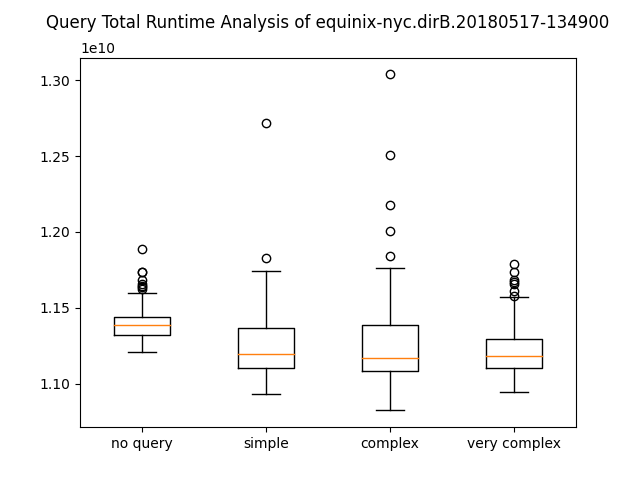 Query Total Runtime Analysis of equinix-nyc.dirB.20180517-134900
1e10
1.30
1.25
1.20
1.15
1.10
no query simple complex very complex